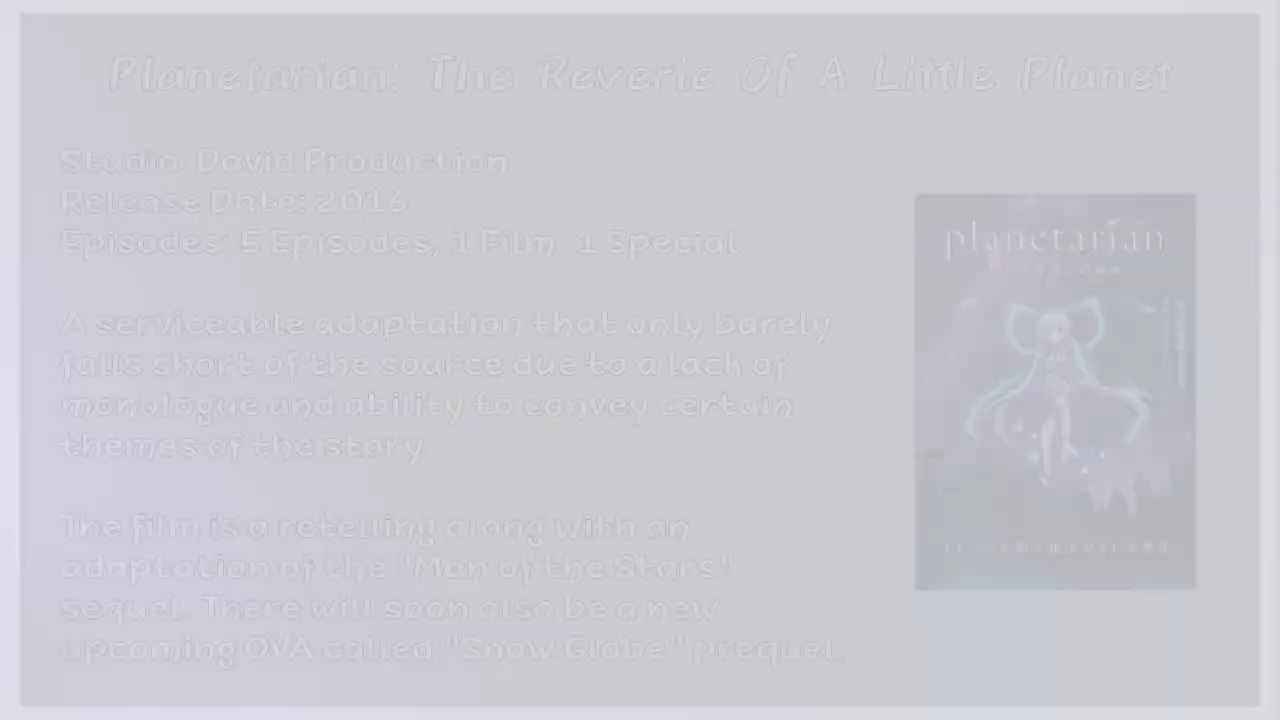 Planetarian: The Reverie Of A Little Planet
Studio: David Production
Release Date: 2016
Episodes: 5 Episodes, 1 Film, 1 Special
A serviceable adaptation that only barely
falls short of the source due to a lack of
monologue and ability to convey certain
themes of the story
planetarian
The film is a retelling along with an
adaptation of the "Man of the Stars"
sequel. There will soon also be a new
upcoming OVA called "Snow Globe" prequel.